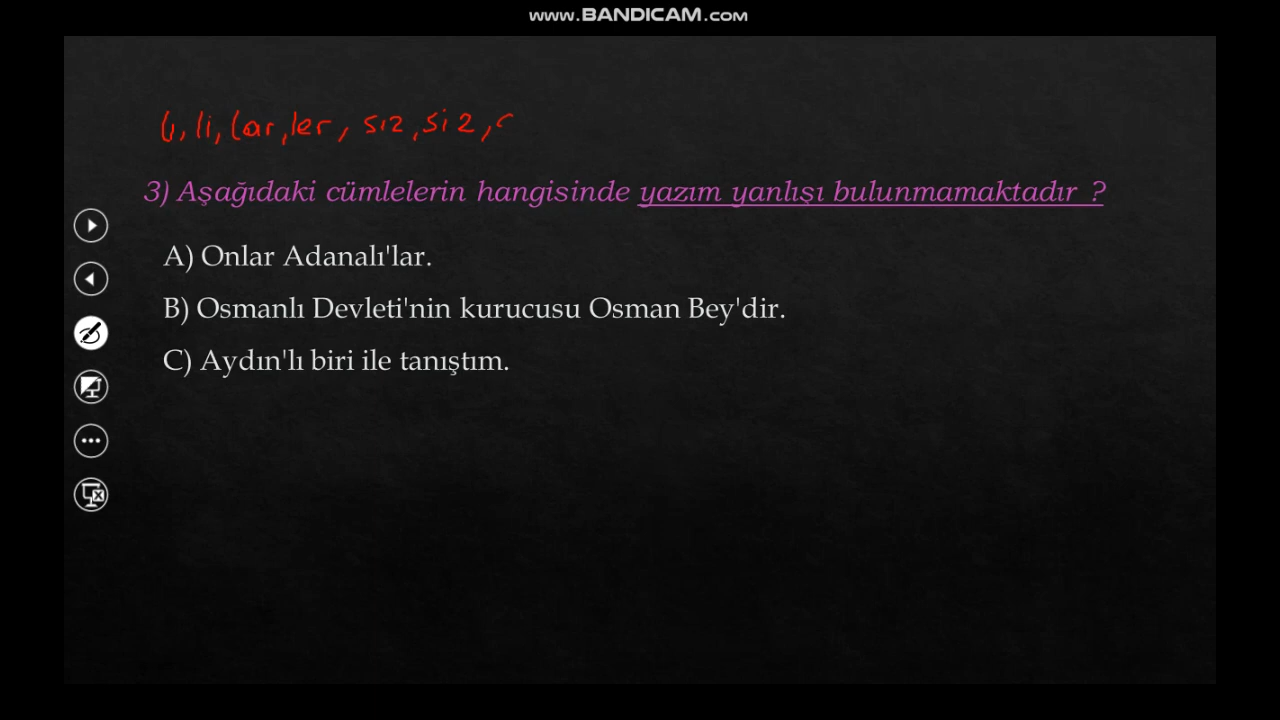 www.BANDICAM.com
lı, li, lar, ler, sız, siz,
3) Aşağıdaki cümlelerin hangisinde yazım yanlışı bulunmamaktadır ?
A) Onlar Adanalı'lar.
B) Osmanlı Devleti'nin kurucusu Osman Bey'dir.
C) Aydın'lı biri ile tanıştım.